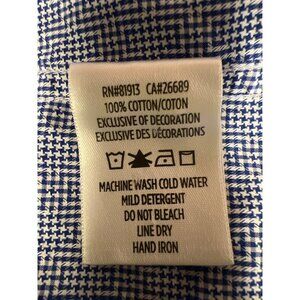 RN#81913 CA#26689
100% COTTON/COTON
EXCLUSIVE OF DECORATION
EXCLUSIVE DES DÉCORATIONS
MACHINE WASH COLD WATER
MILD DETERGENT
DO NOT BLEACH
LINE DRY
HAND IRON